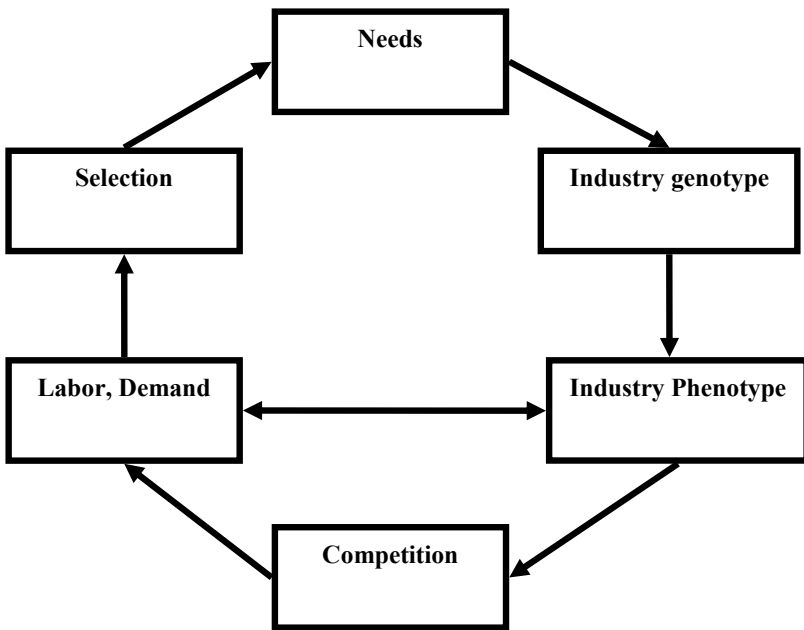 Needs
Selection
Industry genotype
Labor, Demand
Industry Phenotype
Competition